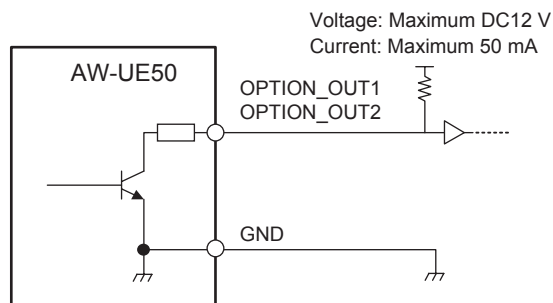 Voltage: Maximum DC12 V
Current: Maximum 50 mA
AW-UE50
OPTION_OUT1
OPTION_OUT2
GND